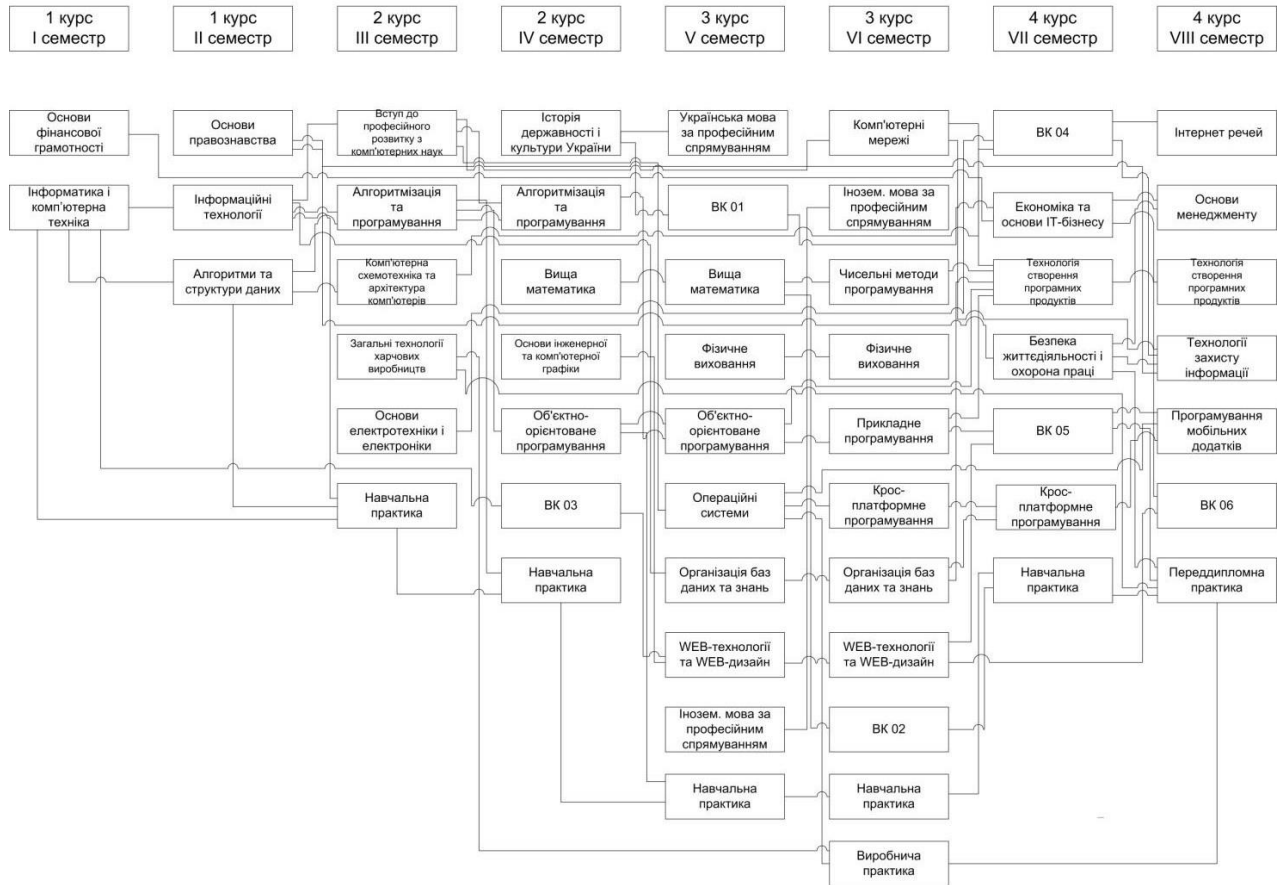 1 курс
I семестр
1 курс
II семестр
2 курс
III семестр
2 курс
IV семестр
3 курс
V семестр
3 курс
VI семестр
4 курс
VII семестр
4 курс
VIII семестр
Основи
фінансової
грамотності
Основи
правознавства
Вступ до
професійного
розвитку з
комп'ютерних наук
Історія
державності і
культури України
Українська мова
за професійним
спрямуванням
Комп'ютерні
мережі
ВК 04
Інтернет речей
Інформатика і
комп'ютерна
техніка
Інформаційні
технології
Алгоритмізація
та
програмування
Алгоритмізація
та
програмування
ВК 01
Інозем. мова за
професійним
спрямуванням
Економіка та
основи ІТ-бізнесу
Основи
менеджменту
Алгоритми та
структури даних
Комп'ютерна
схемотехніка та
архітектура
комп'ютерів
Вища
математика
Вища
математика
Чисельні методи
програмування
Технологія
створення
програмних
продуктів
Технологія
створення
програмних
продуктів
Загальні технології
харчових
виробництв
Основи інженерної
та комп'ютерної
графіки
Фізичне
виховання
Фізичне
виховання
Безпека
життєдіяльності і
охорона праці
Технології
захисту
інформації
Основи
електротехніки і
електроніки
Об'єктно-
орієнтоване
програмування
Об'єктно-
орієнтоване
програмування
Прикладне
програмування
ВК 05
Програмування
мобільних
додатків
Навчальна
практика
ВК 03
Операційні
системи
Крос-
платформне
програмування
Крос-
платформне
програмування
ВК 06
Навчальна
практика
Організація баз
даних та знань
Організація баз
даних та знань
Навчальна
практика
Переддипломна
практика
WEB-технології
та WEB-дизайн
WEB-технології
та WEB-дизайн
Інозем. мова за
професійним
спрямуванням
ВК 02
Навчальна
практика
Навчальна
практика
Виробнича
практика